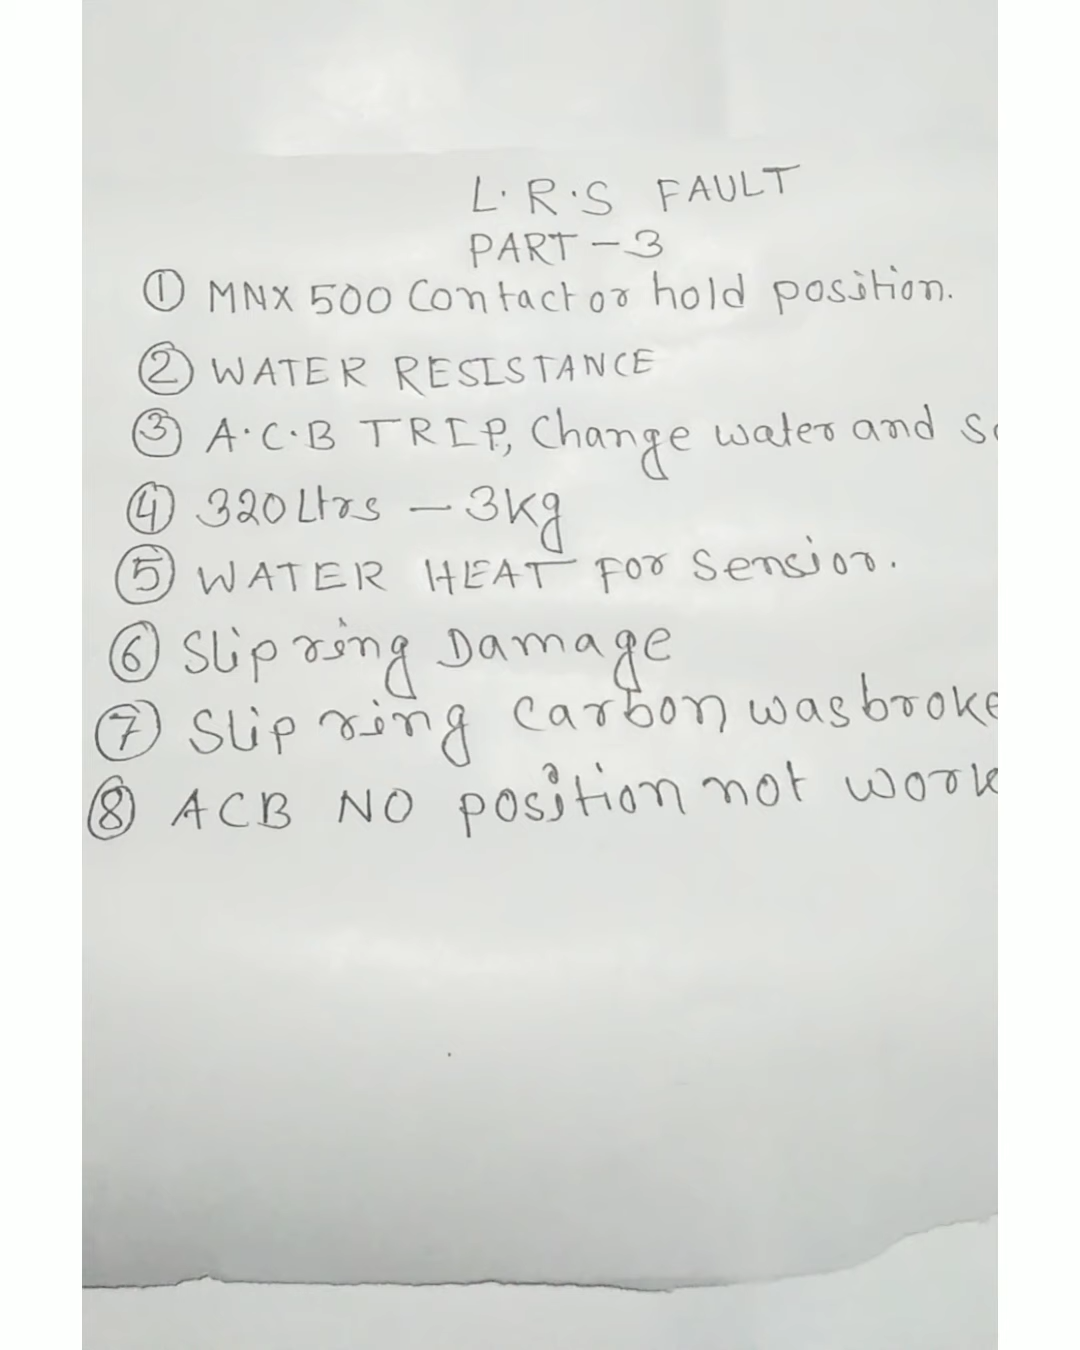 L.R.S FAULT
PART - 3
① MNX 500 Contactor hold position.
② WATER RESISTANCE
③ A.C.B TRIP, Change water and
④ 320 Ltrs - 3kg
⑤ WATER HEAT For Sensior.
⑥ Slip ring Damage
⑦ Slip ring Carbon was broke
⑧ ACB NO position not work